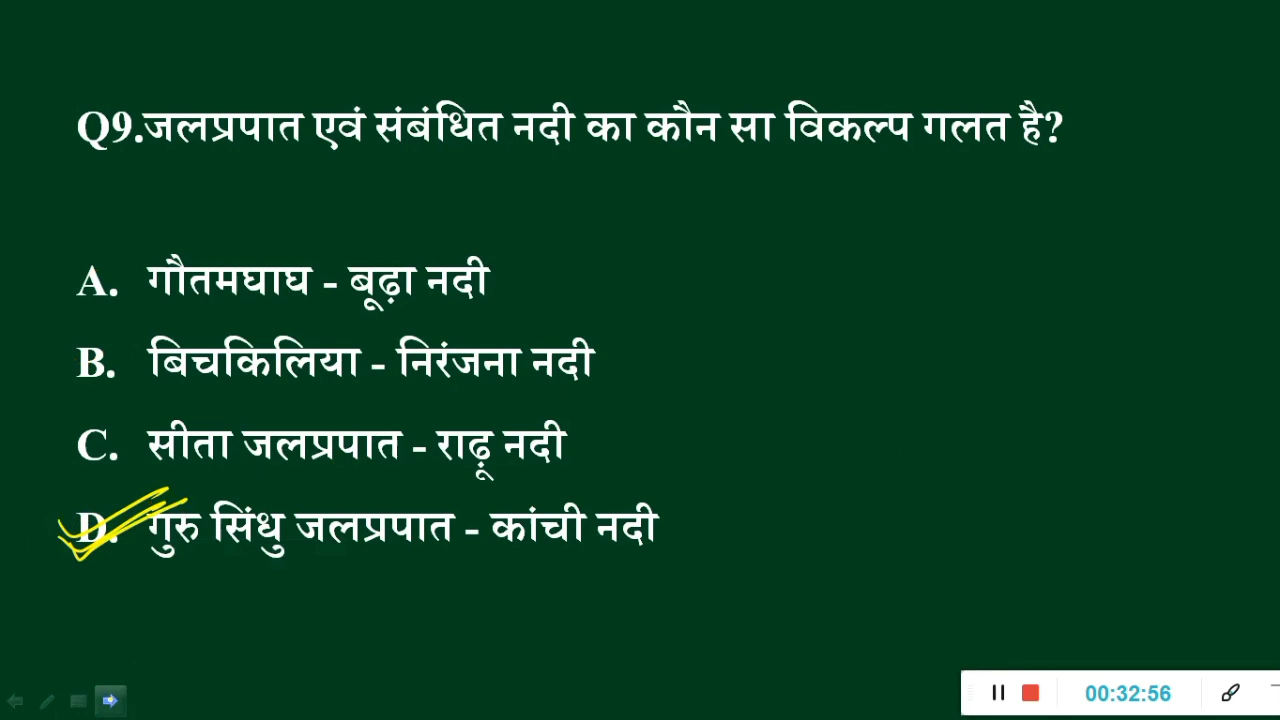 Q9.जलप्रपात एवं संबंधित नदी का कौन सा विकल्प गलत है?
A. गौतमघाघ - बूढ़ा नदी
B. बिचकिलिया - निरंजना नदी
C. सीता जलप्रपात - राढ़ू नदी
D. गुरु सिंधु जलप्रपात - कांची नदी
00:32:56